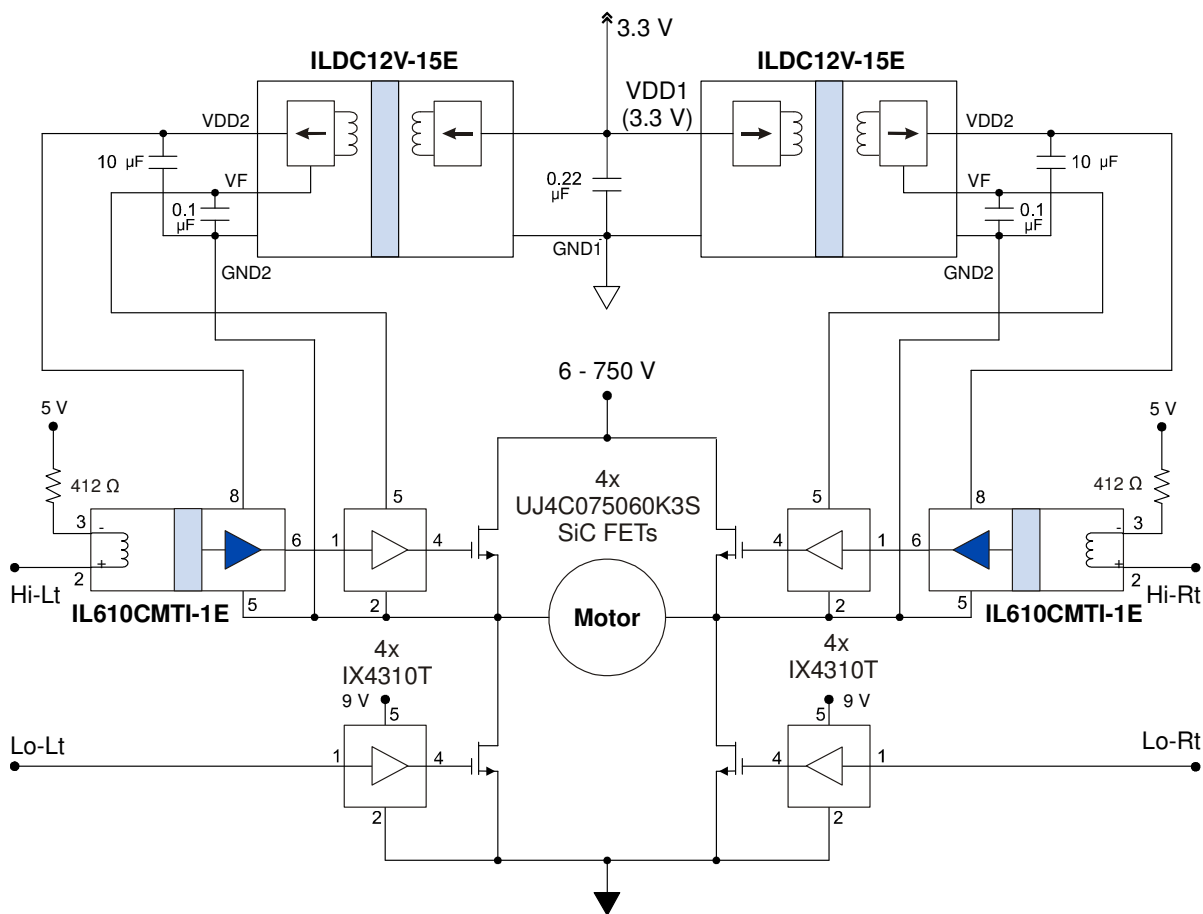 3.3 V
ILDC12V-15E
ILDC12V-15E
VDD1
(3.3 V)
VDD2
VDD2
10 µF
10 µF
VF
VF
0.1
µF
0.22
µF
0.1
µF
GND1
GND2
GND2
6 - 750 V
5 V
5 V
412 Ω
412 Ω
4x
UJ4C075060K3S
SiC FETs
8
5
5
8
3
-
+
2
6
1
4
4
1
6
-
3
+
2
Hi-Lt
Hi-Rt
5
2
2
5
IL610CMTI-1E
IL610CMTI-1E
Motor
4x
IX4310T
4x
IX4310T
9 V
5
5
9 V
Lo-Lt
Lo-Rt
1
4
4
1
2
2